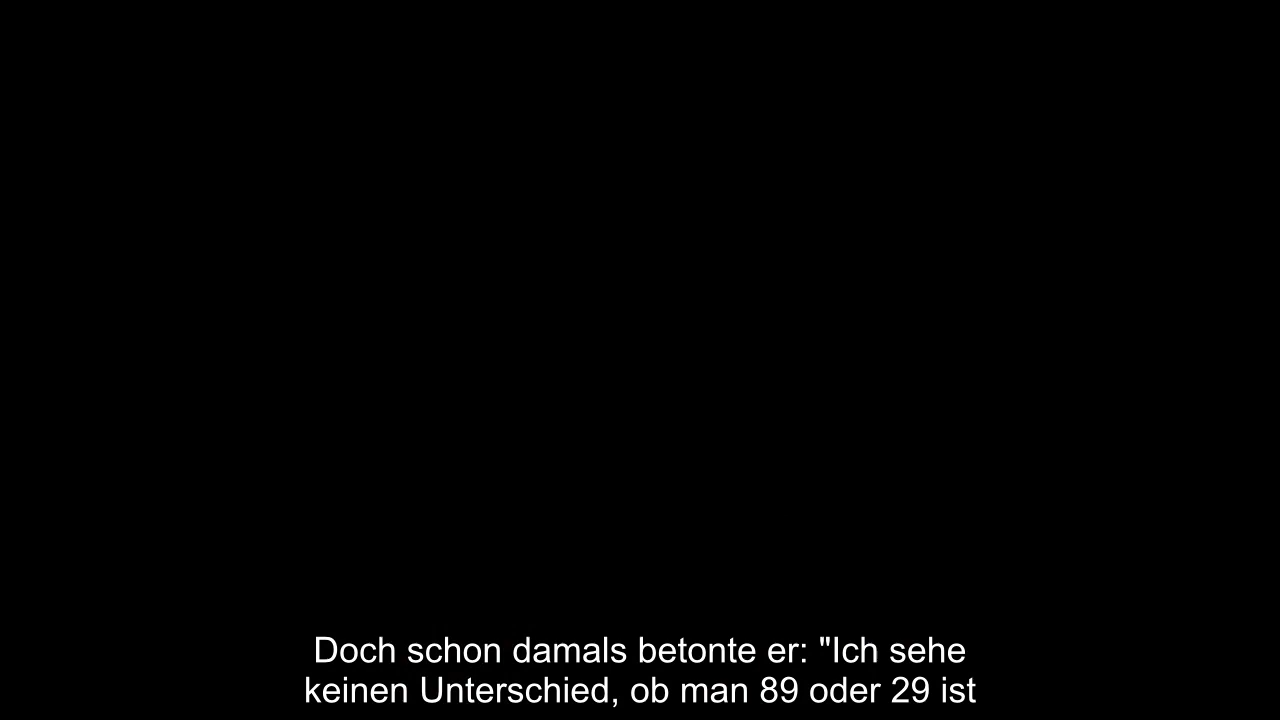 Doch schon damals betonte er: "Ich sehe
keinen Unterschied, ob man 89 oder 29 ist